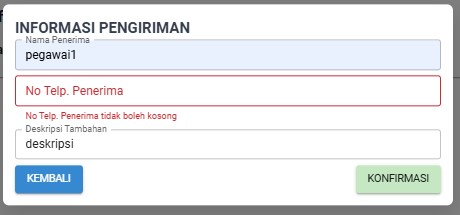 INFORMASI PENGIRIMAN
Nama Penerima
pegawai1
No Telp. Penerima
No Telp. Penerima tidak boleh kosong
Deskripsi Tambahan
deskripsi
KEMBALI
KONFIRMASI